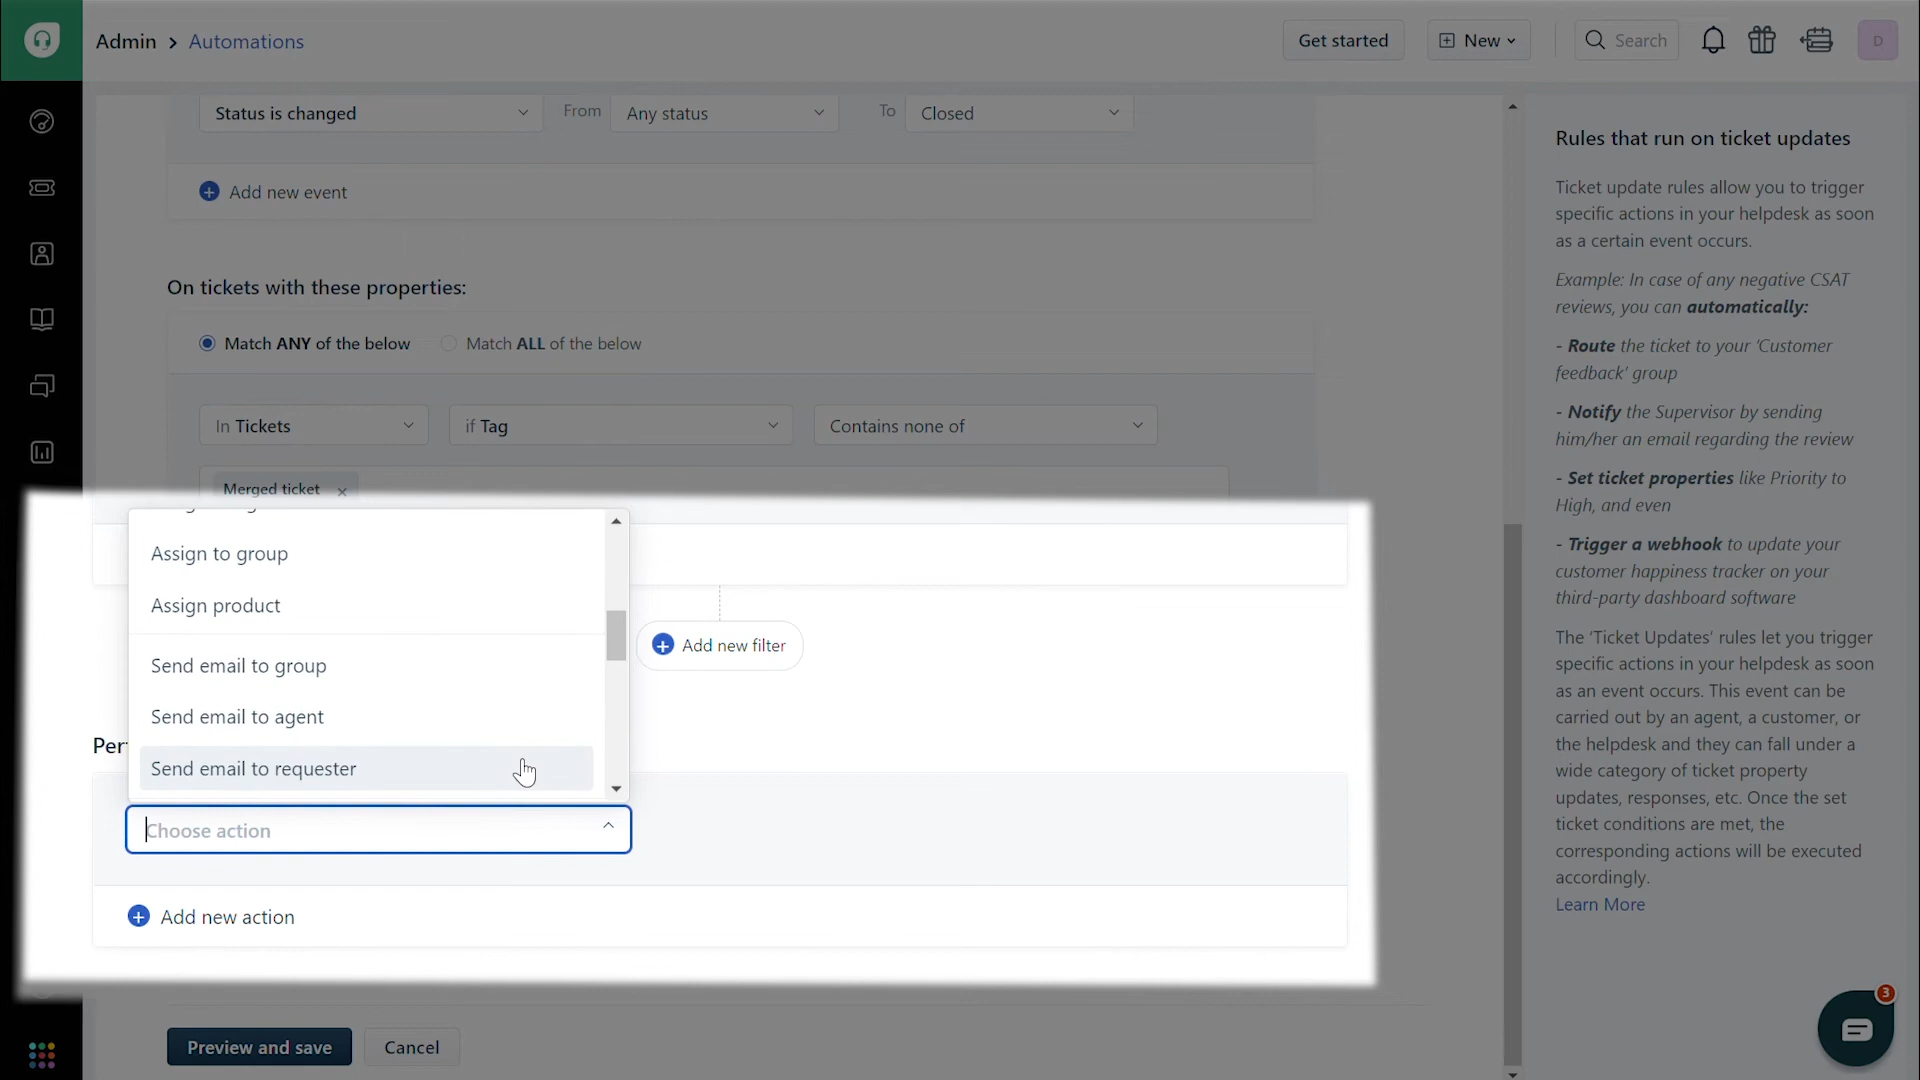 Admin > Automations
Get started
New
Search
D
Status is changed
From
Any status
To
Closed
Add new event
On tickets with these properties:
Match ANY of the below
Match ALL of the below
In Tickets
if Tag
Contains none of
Merged ticket ×
Assign to group
Assign product
Send email to group
Send email to agent
Send email to requester
Add new filter
Choose action
Add new action
Preview and save
Cancel
Rules that run on ticket updates
Ticket update rules allow you to trigger
specific actions in your helpdesk as soon
as a certain event occurs.
Example: In case of any negative CSAT
reviews, you can automatically:
- Route the ticket to your ‘Customer
feedback’ group
- Notify the Supervisor by sending
him/her an email regarding the review
- Set ticket properties like Priority to
High, and even
- Trigger a webhook to update your
customer happiness tracker on your
third-party dashboard software
The ‘Ticket Updates’ rules let you trigger
specific actions in your helpdesk as soon
as an event occurs. This event can be
carried out by an agent, a customer, or
the helpdesk and they can fall under a
wide category of ticket property
updates, responses, etc. Once the set
ticket conditions are met, the
corresponding actions will be executed
accordingly.
Learn More
3